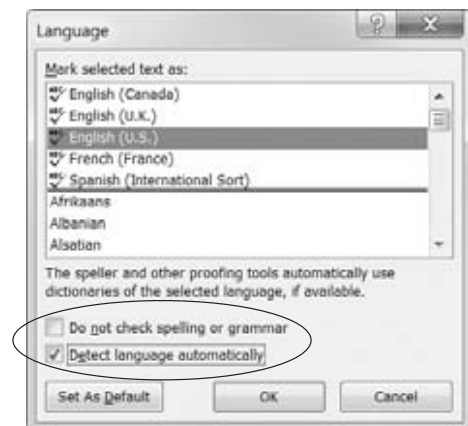 Language
?
X
Mark selected text as:
English (Canada)
English (U.K.)
English (U.S.)
French (France)
Spanish (International Sort)
Afrikaans
Albanian
Alsatian
The speller and other proofing tools automatically use
dictionaries of the selected language, if available.
Do not check spelling or grammar
Detect language automatically
Set As Default OK Cancel